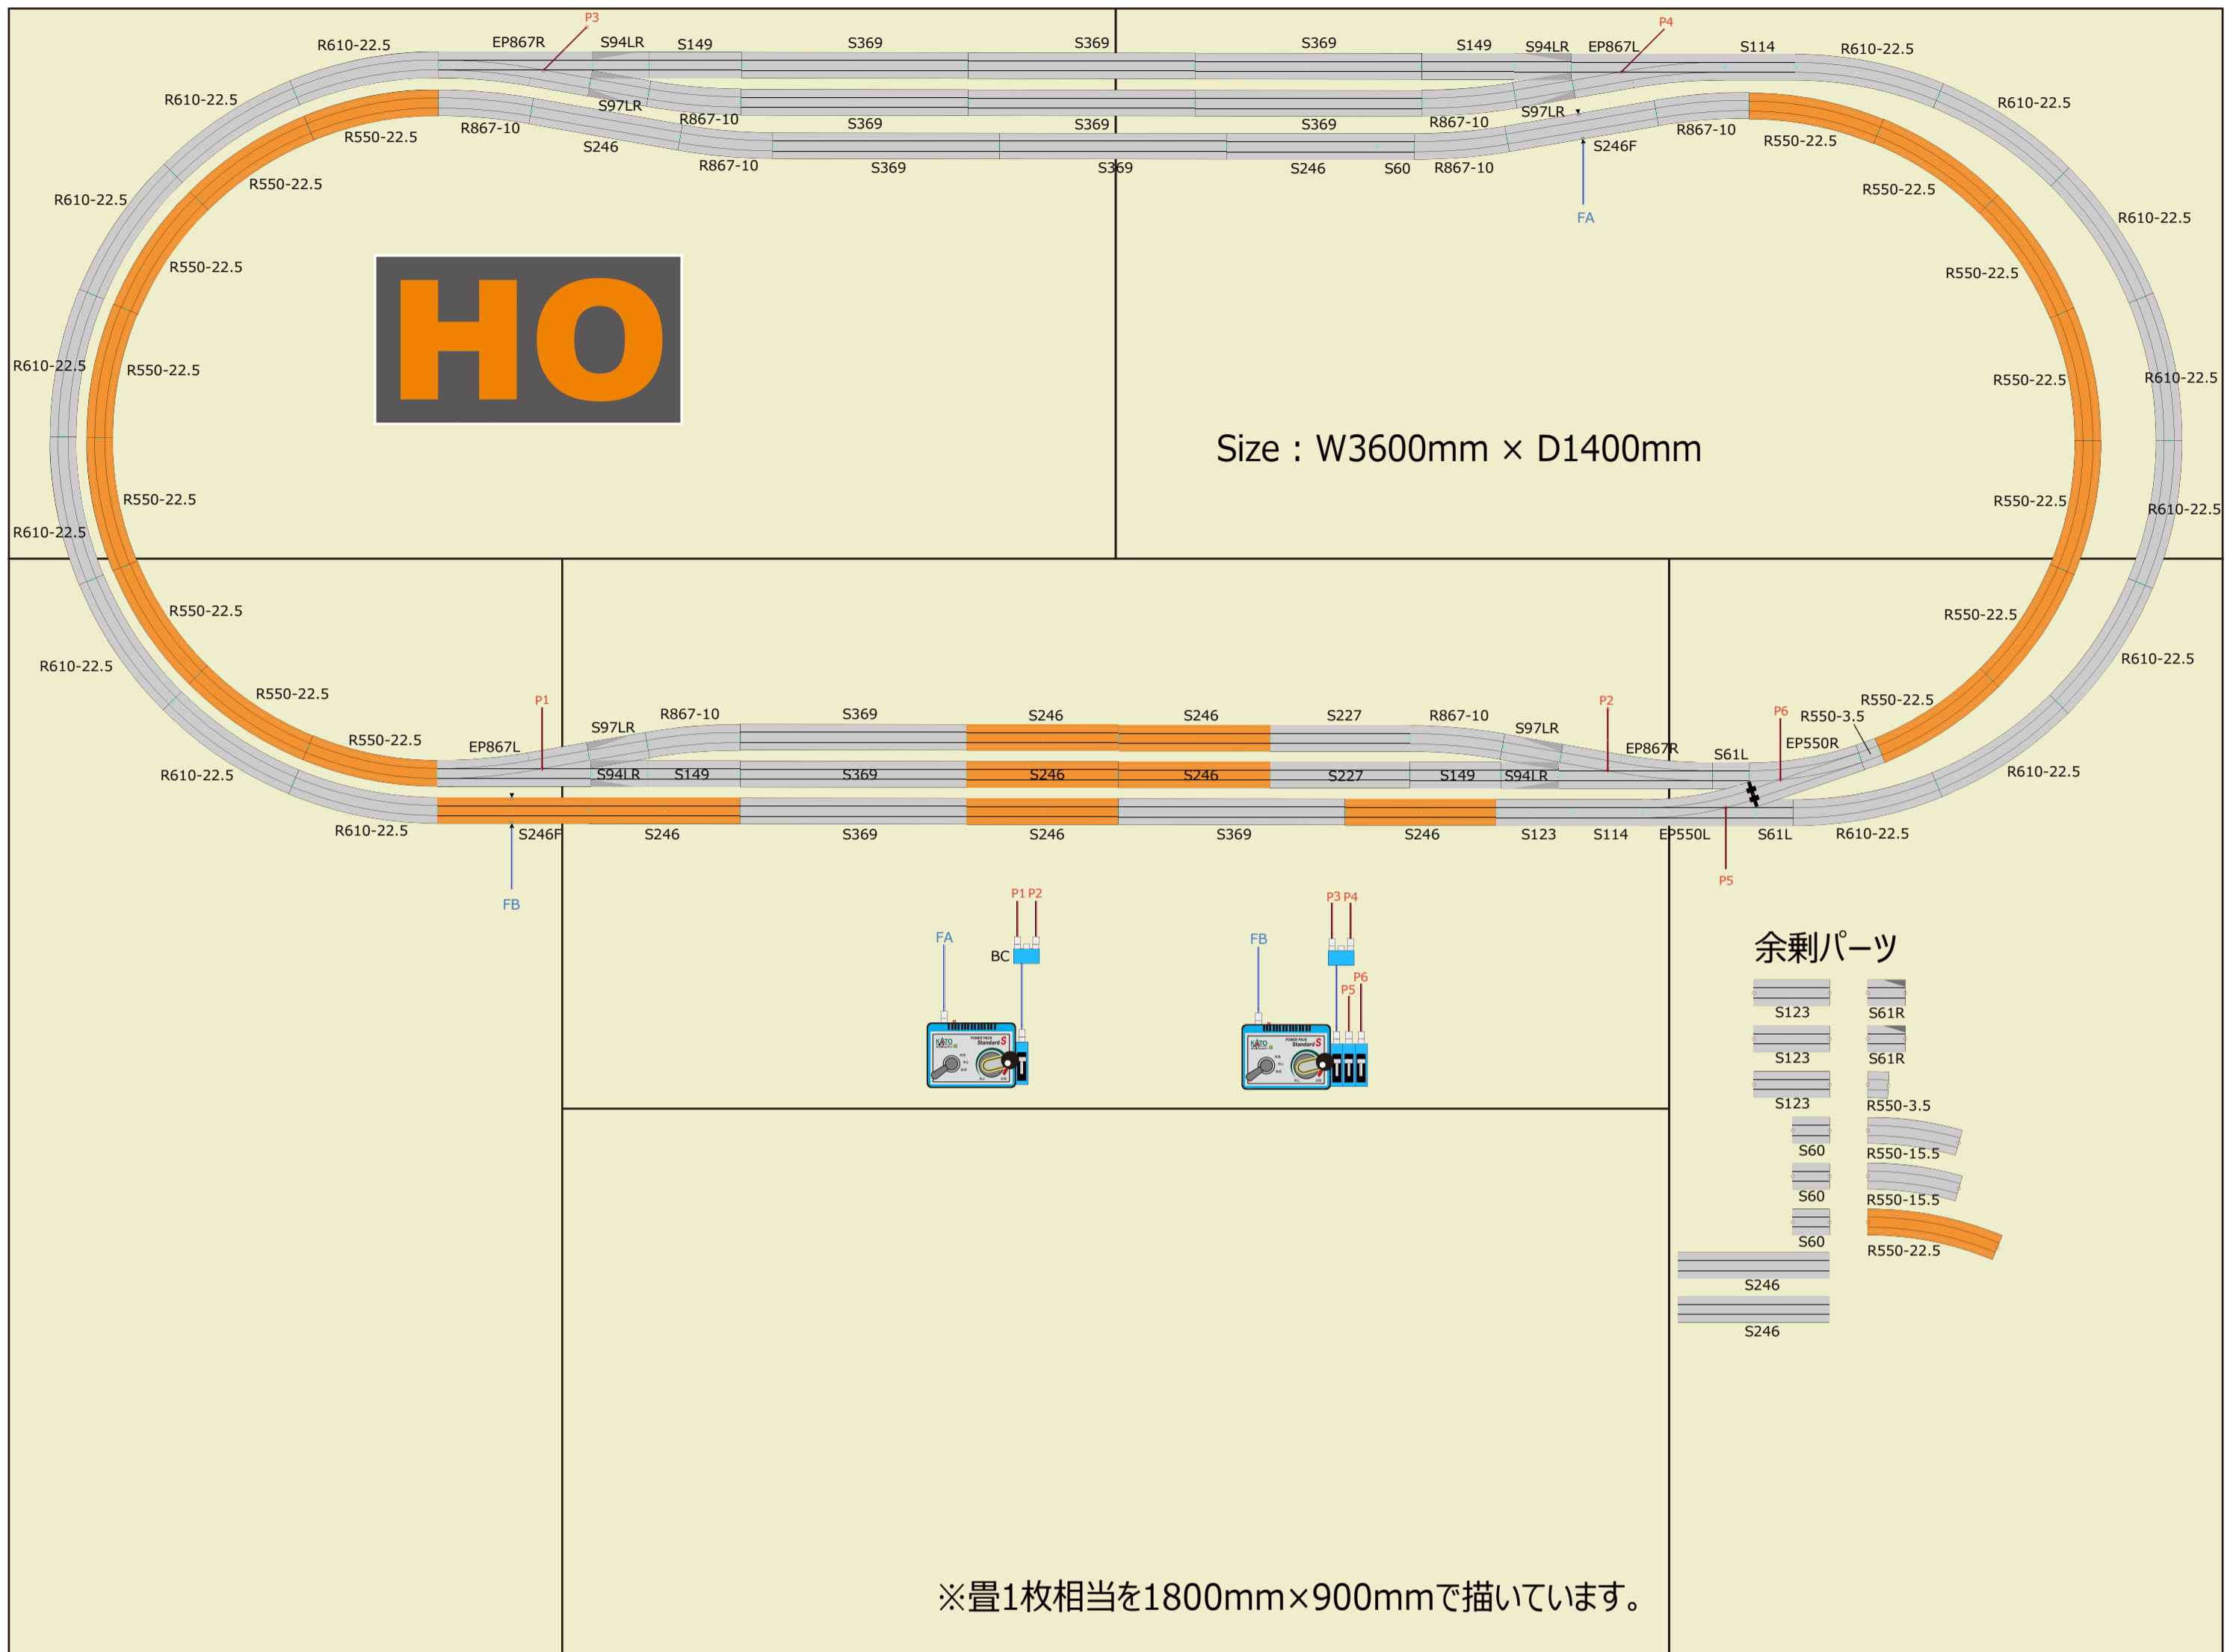 P3
P4
R610-22.5
EP867R
S94LR
S149
S369
S369
S369
S149
S94LR
EP867L
S114
R610-22.5
R610-22.5
R610-22.5
S97LR
R867-10
S369
S369
S369
R867-10
S97LR
R550-22.5
R867-10
S246
R867-10
S369
S369
S246
S60
R867-10
S246F
R867-10
R550-22.5
R550-22.5
R550-22.5
R610-22.5
FA
R610-22.5
R550-22.5
R550-22.5
HO
R610-22.5
R550-22.5
R550-22.5
R610-22.5
Size : W3600mm × D1400mm
R550-22.5
R550-22.5
R610-22.5
R610-22.5
R550-22.5
R550-22.5
R610-22.5
R610-22.5
R550-22.5
P1
P2
P6
R550-22.5
R867-10
S369
S246
S246
S227
R867-10
R550-3.5
S97LR
S97LR
R550-22.5
EP867L
EP867R
S61L
EP550R
R610-22.5
S94LR
S149
S369
S246
S246
S227
S149
S94LR
R610-22.5
R610-22.5
S246F
S246
S369
S246
S369
S246
S123
S114
EP550L
S61L
R610-22.5
P5
FB
P1 P2
P3 P4
FA
BC
FB
P5
P6
KATO
POWER PACK
Standard S
KATO
POWER PACK
Standard S
余剰パーツ
S123
S61R
S123
S61R
S123
R550-3.5
S60
R550-15.5
S60
R550-15.5
S60
R550-22.5
S246
S246
※畳1枚相当を1800mm×900mmで描いています。